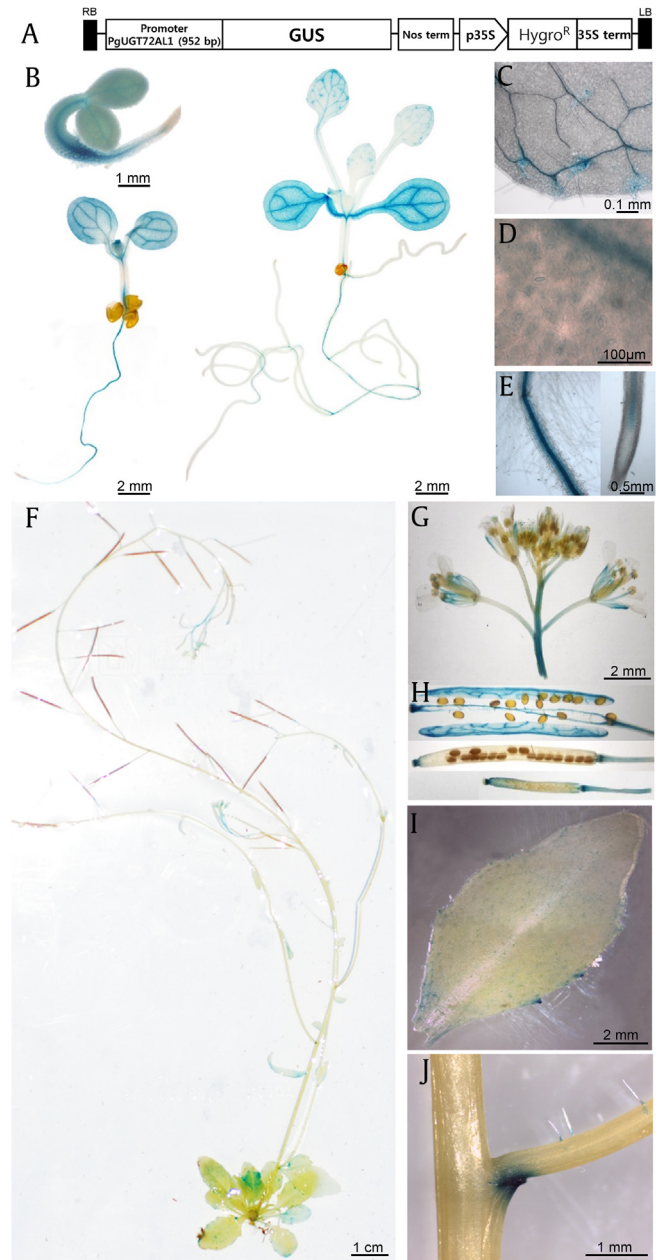 RB
LB
A
Promoter
PgUGT72AL1 (952 bp)
GUS
Nos term
p35S
Hygro^R
35S term
B
1 mm
2 mm
2 mm
C
0.1 mm
D
100μm
E
0.5mm
F
1 cm
G
2 mm
H
I
2 mm
J
1 mm